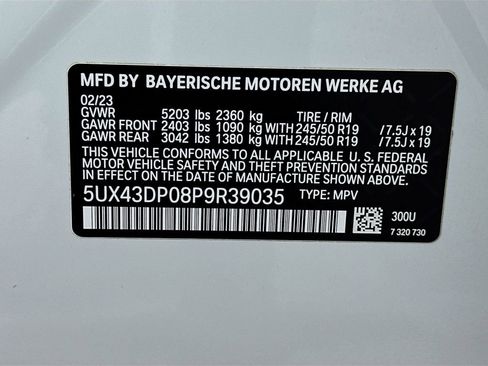 MFD BY BAYERISCHE MOTOREN WERKE AG
02/23
GVWR 5203 lbs 2360 kg TIRE / RIM
GAWR FRONT 2403 lbs 1090 kg WITH 245/50 R19 /7.5J x 19
GAWR REAR 3042 lbs 1380 kg WITH 245/50 R19 /7.5J x 19
THIS VEHICLE CONFORMS TO ALL APPLICABLE U. S. FEDERAL
MOTOR VEHICLE SAFETY AND THEFT PREVENTION STANDARDS
IN EFFECT ON THE DATE OF MANUFACTURE SHOWN ABOVE.
5UX43DP08P9R39035 TYPE: MPV
300U
7 320 730